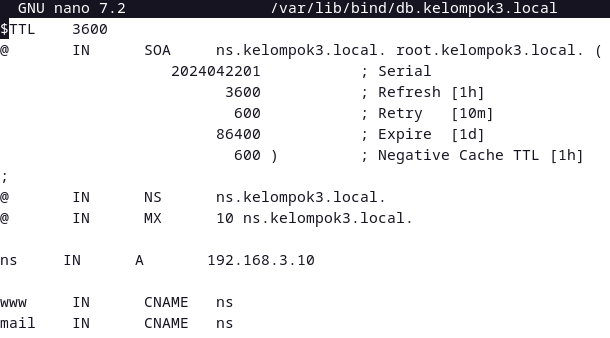 GNU nano 7.2 /var/lib/bind/db.kelompok3.local
$TTL 3600
@ IN SOA ns.kelompok3.local. root.kelompok3.local. (
2024042201 ; Serial
3600 ; Refresh [1h]
600 ; Retry [10m]
86400 ; Expire [1d]
600 ) ; Negative Cache TTL [1h]
;
@ IN NS ns.kelompok3.local.
@ IN MX 10 ns.kelompok3.local.
ns IN A 192.168.3.10
www IN CNAME ns
mail IN CNAME ns